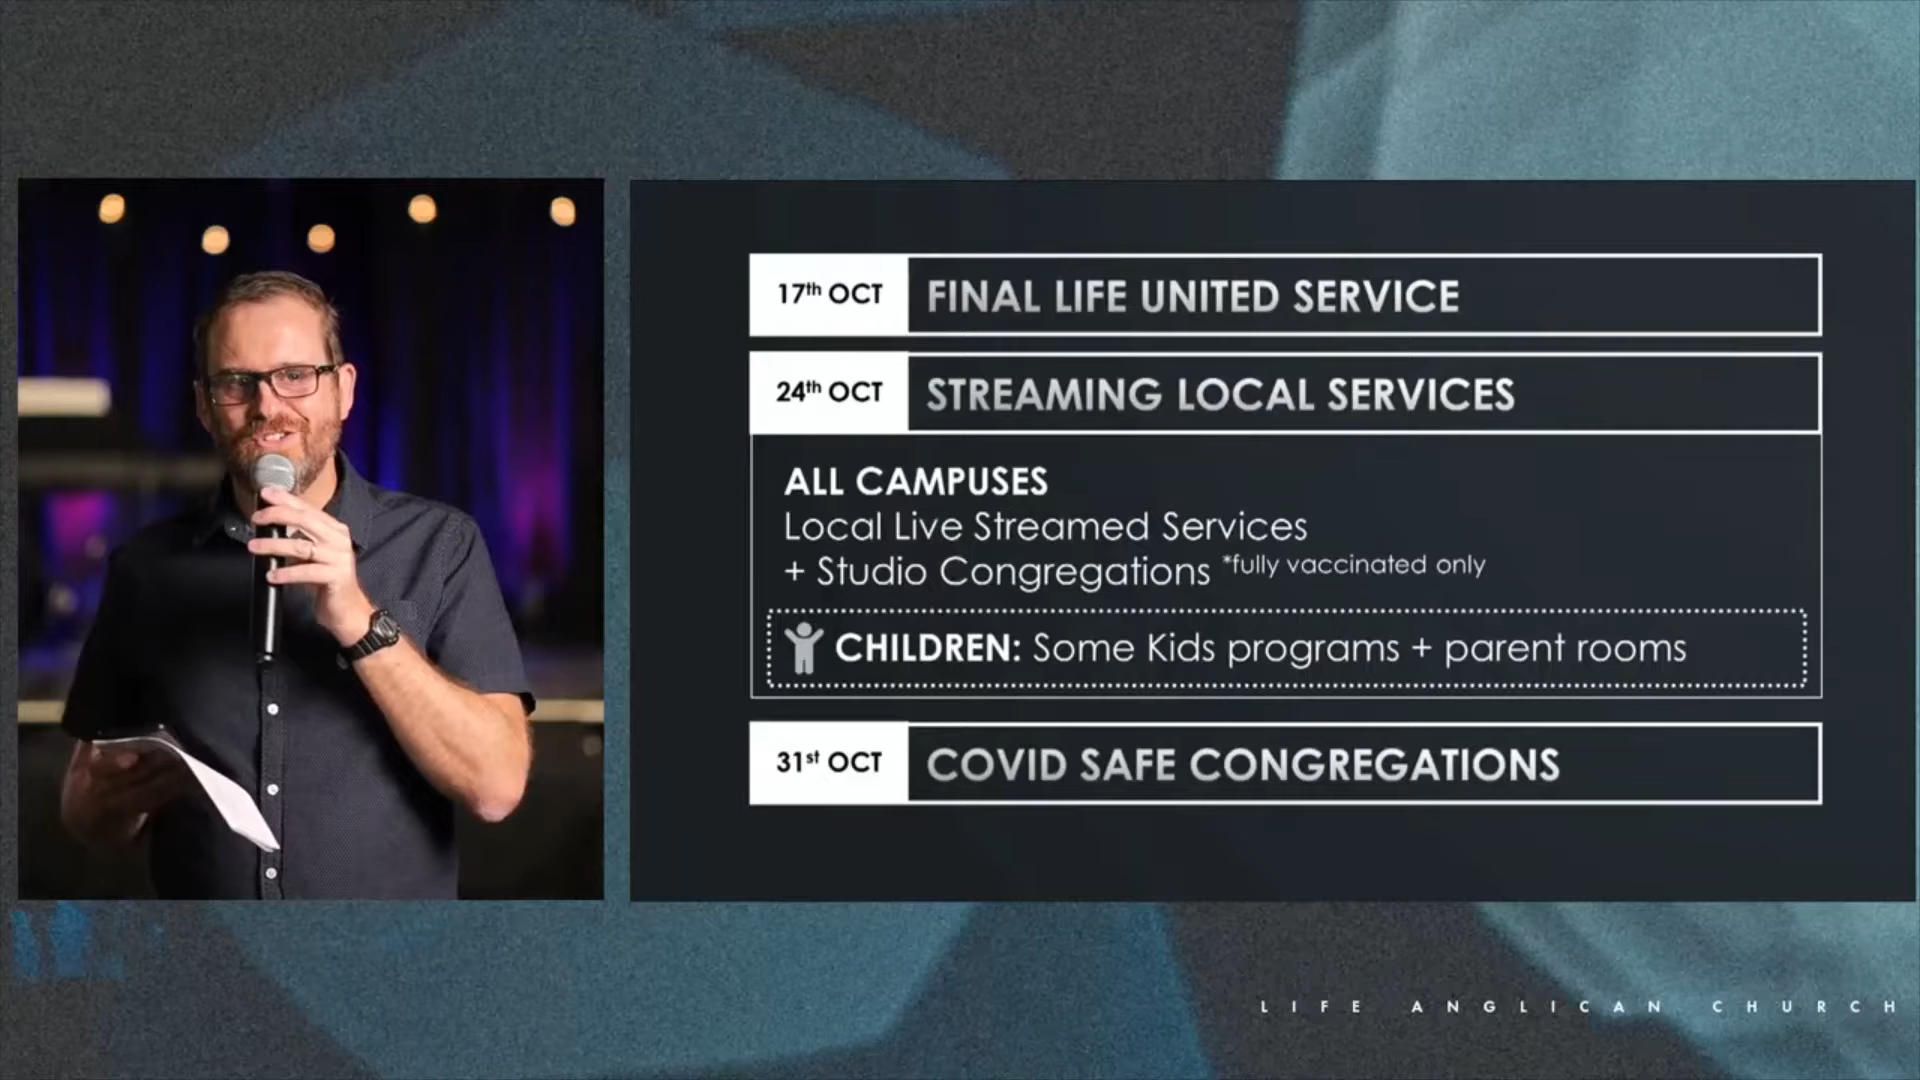 17th OCT FINAL LIFE UNITED SERVICE
24th OCT STREAMING LOCAL SERVICES
ALL CAMPUSES
Local Live Streamed Services
+ Studio Congregations *fully vaccinated only
CHILDREN: Some Kids programs + parent rooms
31st OCT COVID SAFE CONGREGATIONS
LIFE ANGLICAN CHURCH